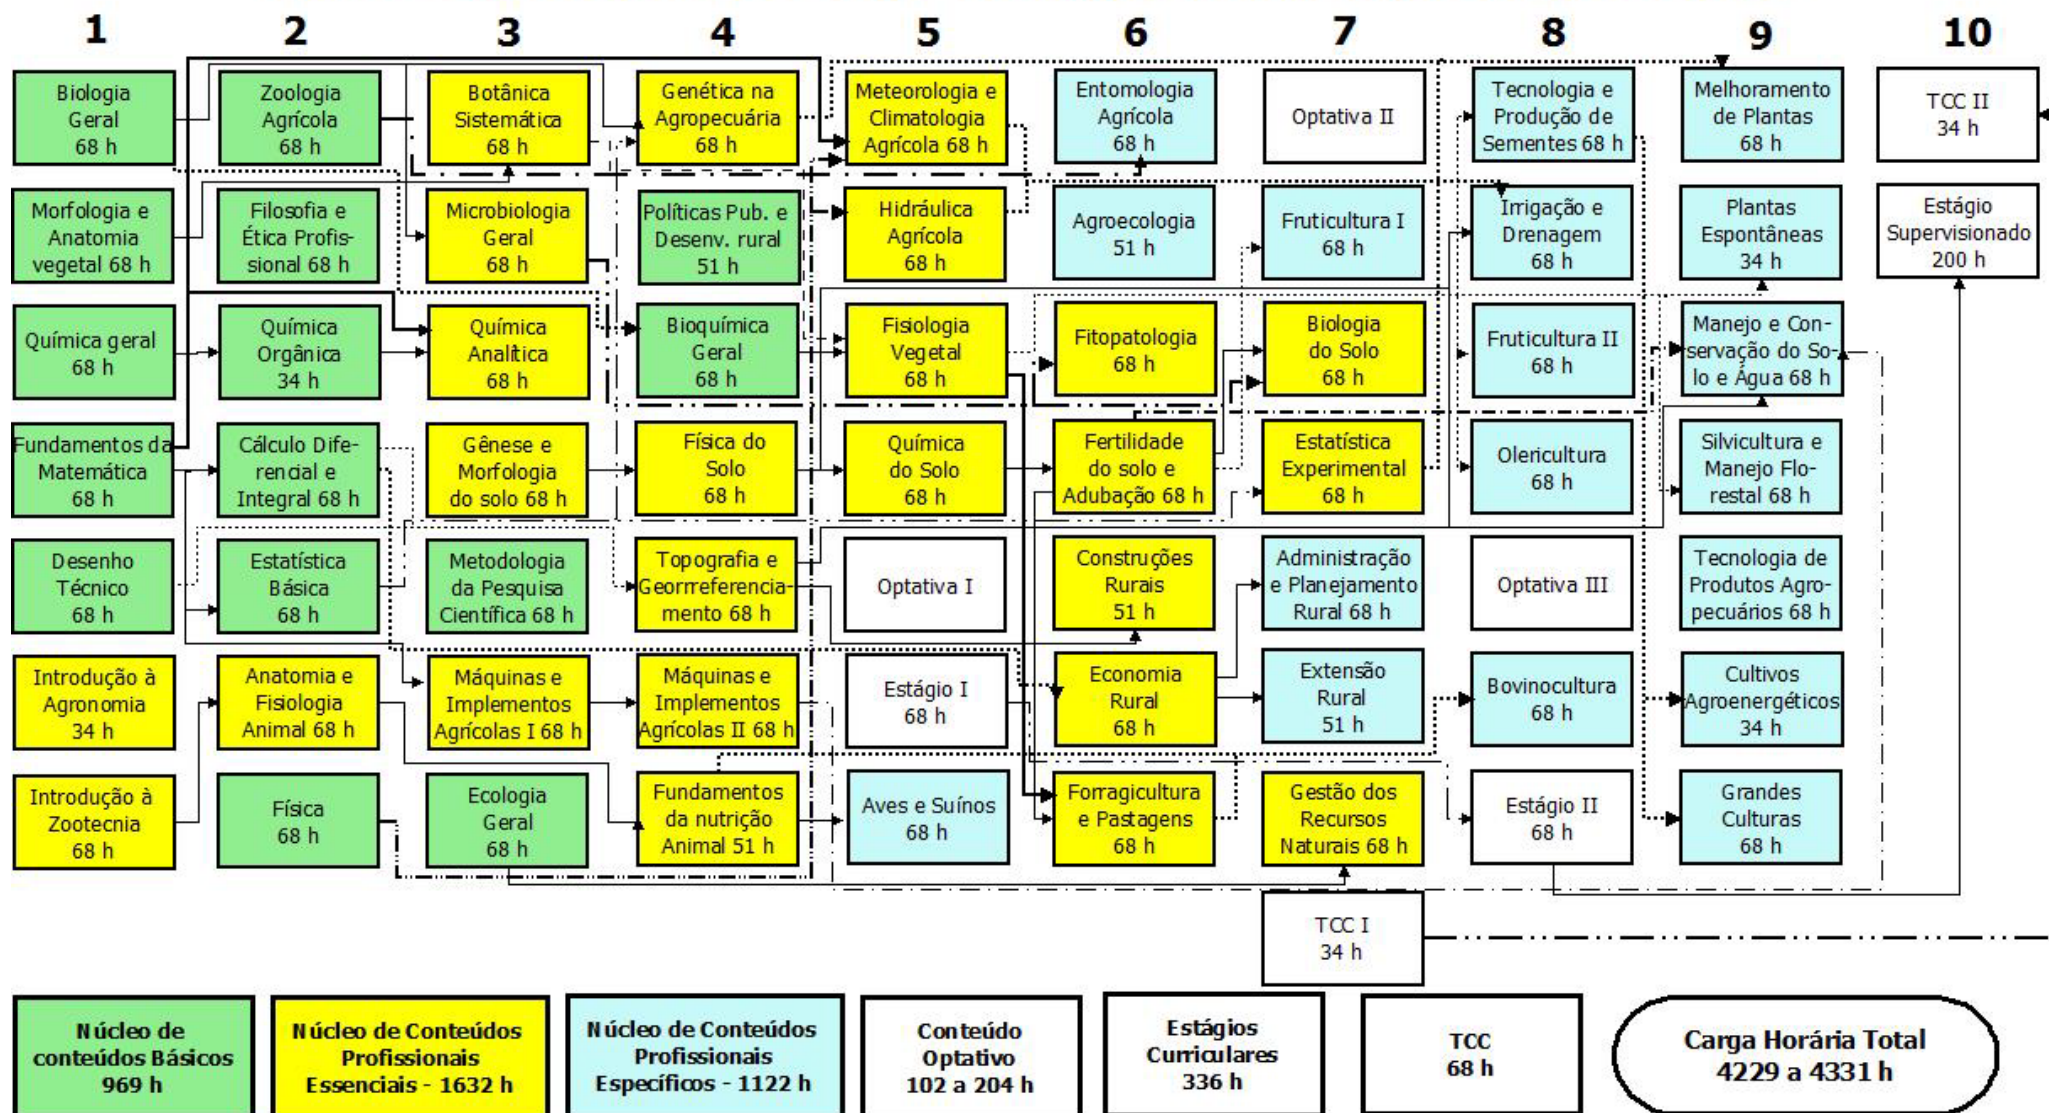 1
2
3
4
5
6
7
8
9
10
Biologia
Geral
68 h
Morfologia e
Anatomia
vegetal 68 h
Química geral
68 h
Fundamentos da
Matemática
68 h
Desenho
Técnico
68 h
Introdução à
Agronomia
34 h
Introdução à
Zootecnia
68 h
Zoologia
Agrícola
68 h
Filosofia e
Ética Profis-
sional 68 h
Química
Orgânica
34 h
Cálculo Dife-
rencial e
Integral 68 h
Estatística
Básica
68 h
Anatomia e
Fisiologia
Animal 68 h
Física
68 h
Botânica
Sistemática
68 h
Microbiologia
Geral
68 h
Química
Analítica
68 h
Gênese e
Morfologia
do solo 68 h
Metodologia
da Pesquisa
Científica 68 h
Máquinas e
Implementos
Agrícolas I 68 h
Ecologia
Geral
68 h
Genética na
Agropecuária
68 h
Políticas Pub. e
Desenv. rural
51 h
Bioquímica
Geral
68 h
Física do
Solo
68 h
Topografia e
Georrreferencia-
mento 68 h
Máquinas e
Implementos
Agrícolas II 68 h
Fundamentos
da nutrição
Animal 51 h
Meteorologia e
Climatologia
Agrícola 68 h
Hidráulica
Agrícola
68 h
Fisiologia
Vegetal
68 h
Química
do Solo
68 h
Optativa I
Estágio I
68 h
Aves e Suínos
68 h
Entomologia
Agrícola
68 h
Agroecologia
51 h
Fitopatologia
68 h
Fertilidade
do solo e
Adubação 68 h
Construções
Rurais
51 h
Economia
Rural
68 h
Forragicultura
e Pastagens
68 h
Optativa II
Fruticultura I
68 h
Biologia
do Solo
68 h
Estatística
Experimental
68 h
Administração
e Planejamento
Rural 68 h
Extensão
Rural
51 h
Gestão dos
Recursos
Naturais 68 h
TCC I
34 h
Tecnologia e
Produção de
Sementes 68 h
Irrigação e
Drenagem
68 h
Fruticultura II
68 h
Olericultura
68 h
Optativa III
Bovinocultura
68 h
Estágio II
68 h
Melhoramento
de Plantas
68 h
Plantas
Espontâneas
34 h
Manejo e Con-
servação do So-
lo e Água 68 h
Silvicultura e
Manejo Flo-
restal 68 h
Tecnologia de
Produtos Agro-
pecuários 68 h
Cultivos
Agroenergéticos
34 h
Grandes
Culturas
68 h
TCC II
34 h
Estágio
Supervisionado
200 h
Núcleo de
conteúdos Básicos
969 h
Núcleo de Conteúdos
Profissionais
Essenciais - 1632 h
Núcleo de Conteúdos
Profissionais
Específicos - 1122 h
Conteúdo
Optativo
102 a 204 h
Estágios
Curriculares
336 h
TCC
68 h
Carga Horária Total
4229 a 4331 h